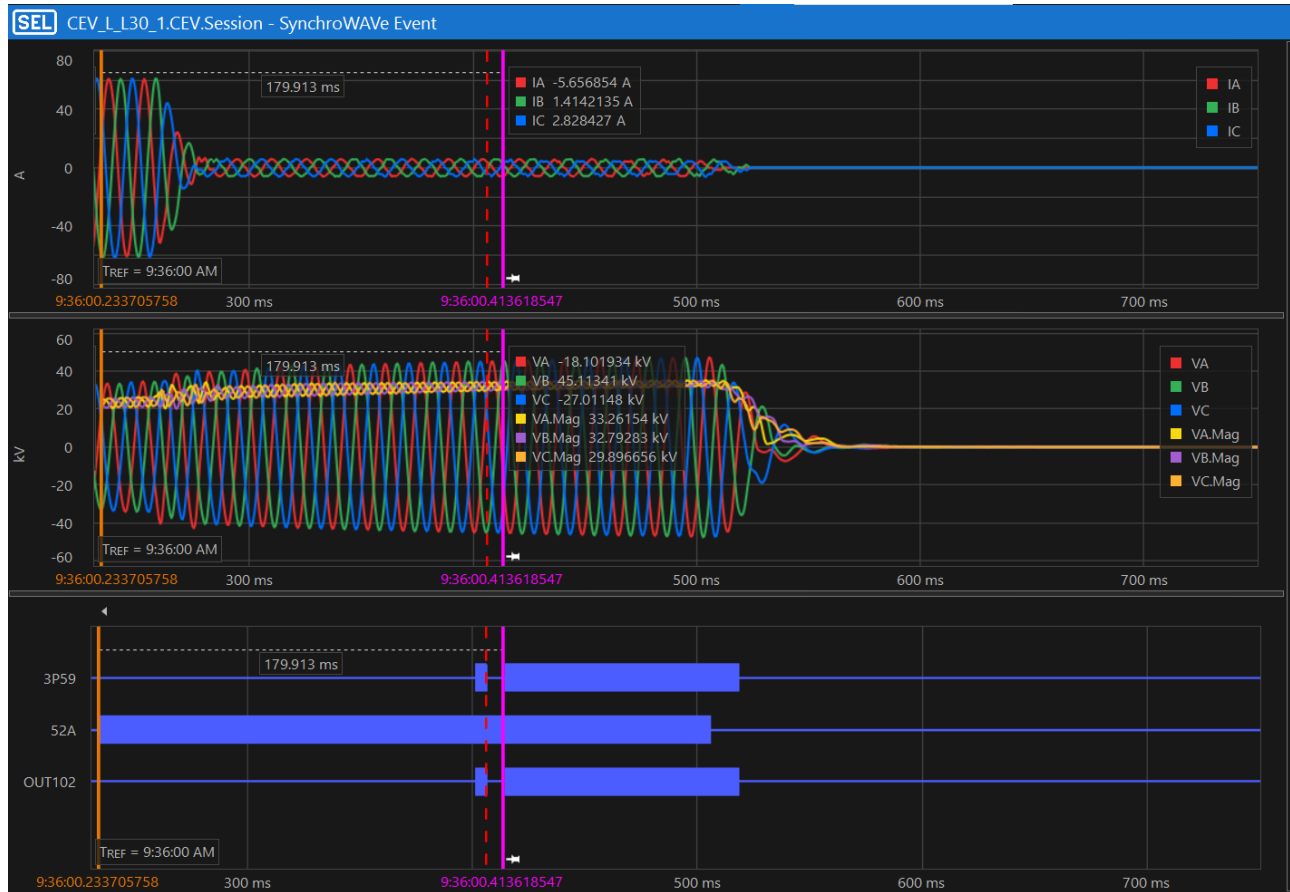 SEL CEV_L_L30_1.CEV.Session - SynchroWAVe Event
80
40
0
-40
-80
A
179.913 ms
IA -5.656854 A
IB 1.4142135 A
IC 2.828427 A
IA
IB
IC
TREF = 9:36:00 AM
9:36:00.233705758 300 ms 9:36:00.413618547 500 ms 600 ms 700 ms
60
40
20
0
-20
-40
-60
kV
179.913 ms
VA -18.101934 kV
VB 45.11341 kV
VC -27.01148 kV
VA.Mag 33.26154 kV
VB.Mag 32.79283 kV
VC.Mag 29.896656 kV
VA
VB
VC
VA.Mag
VB.Mag
VC.Mag
TREF = 9:36:00 AM
9:36:00.233705758 300 ms 9:36:00.413618547 500 ms 600 ms 700 ms
179.913 ms
3P59
52A
OUT102
TREF = 9:36:00 AM
9:36:00.233705758 300 ms 9:36:00.413618547 500 ms 600 ms 700 ms